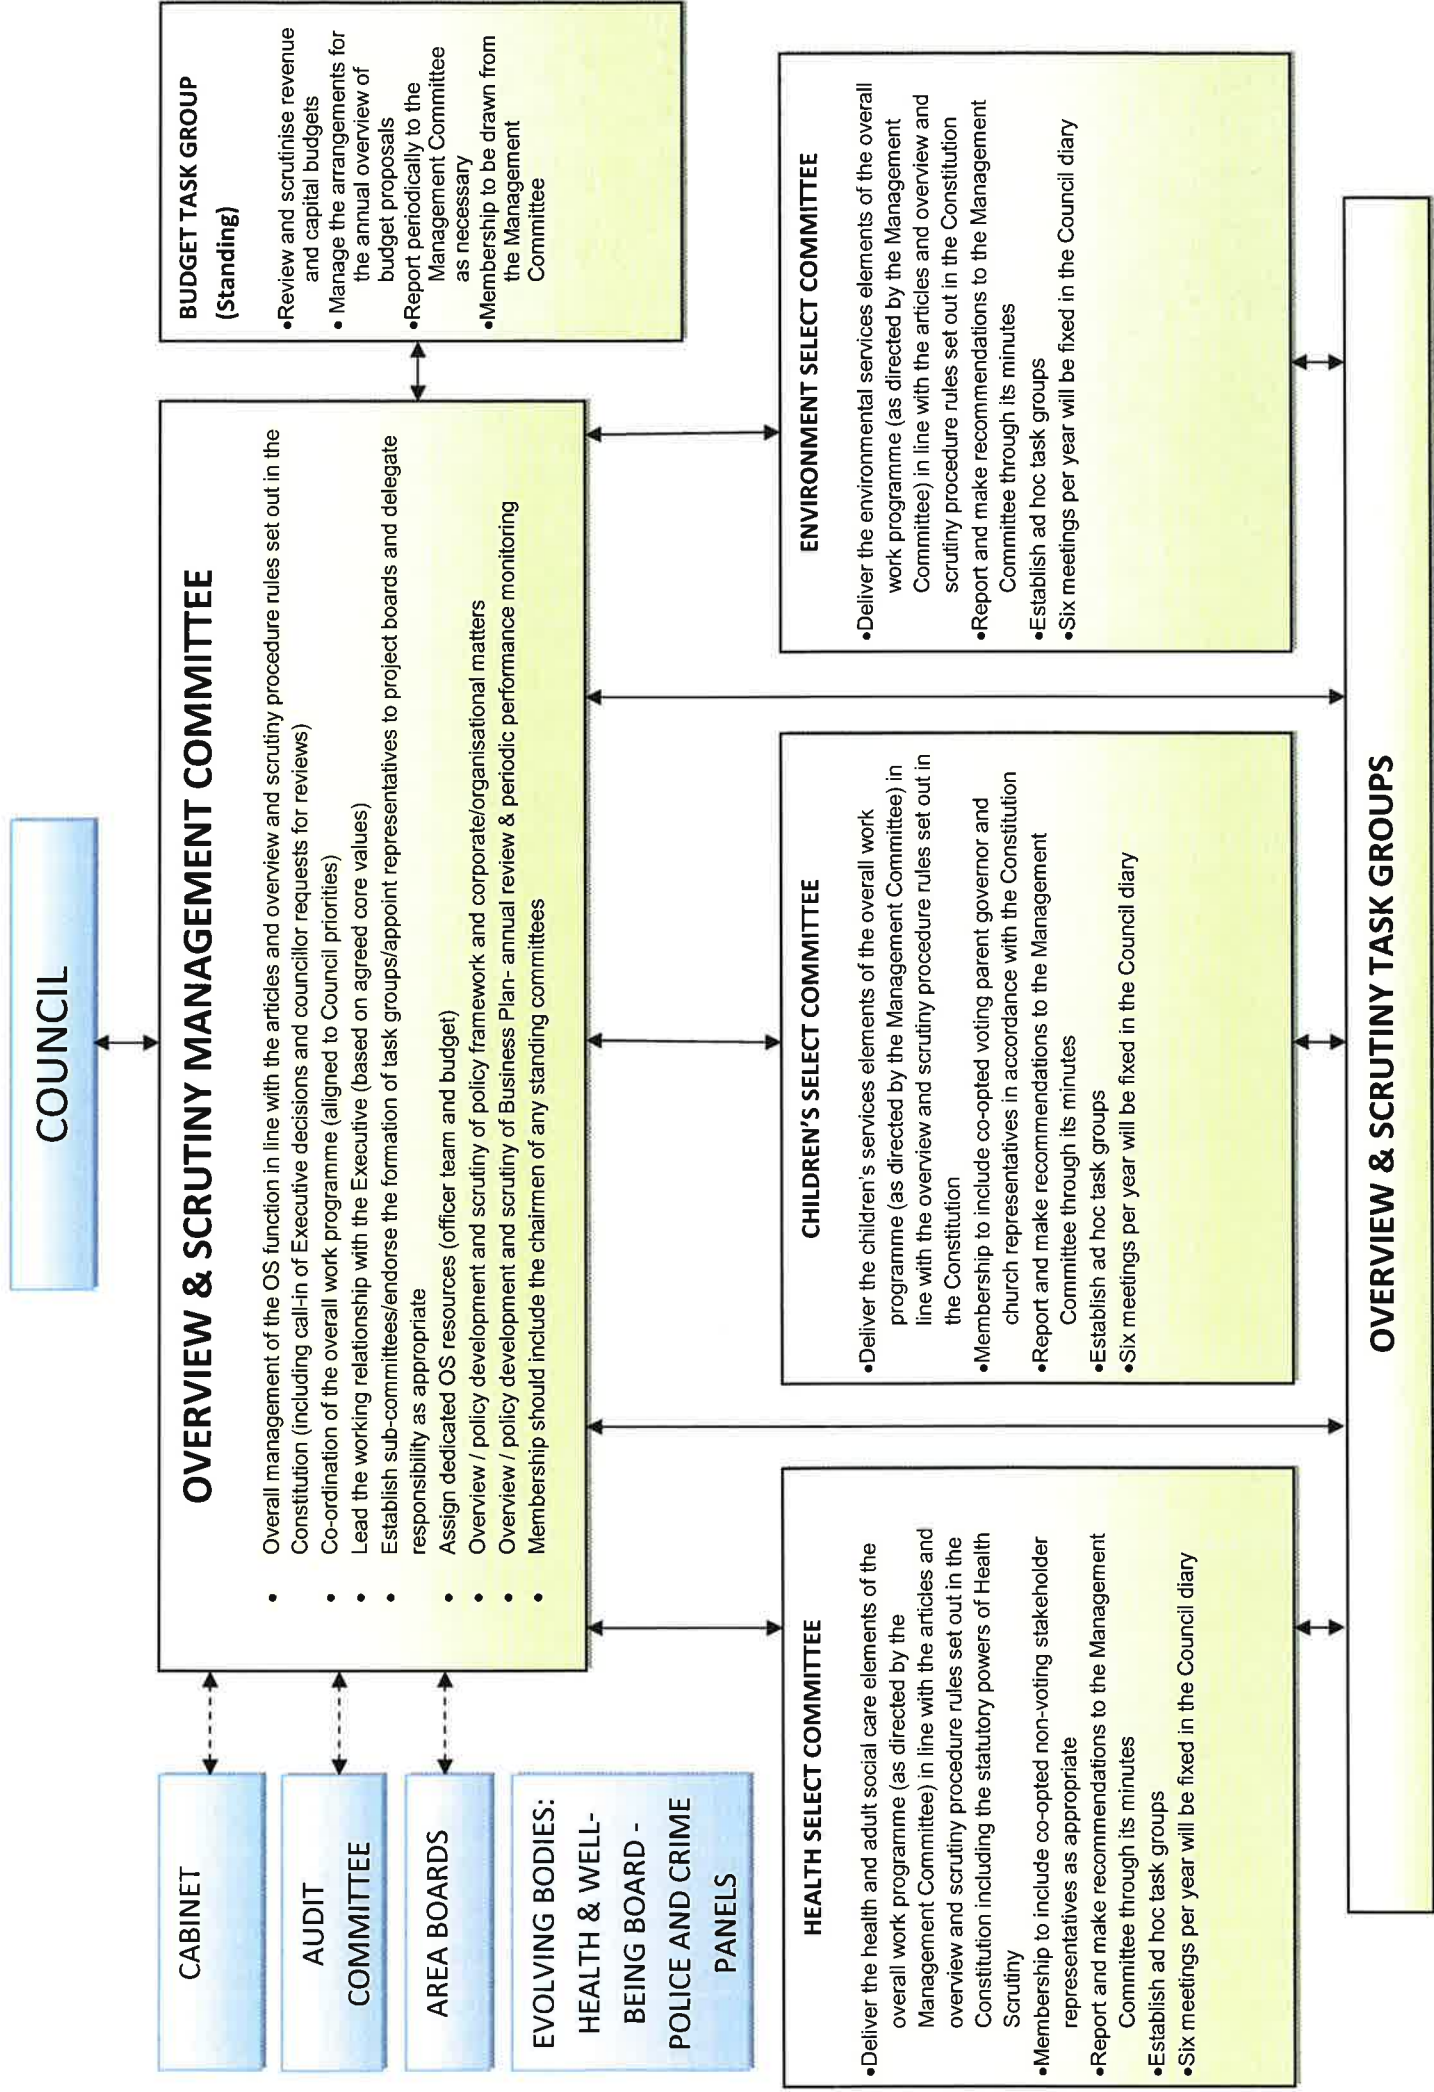 COUNCIL
OVERVIEW & SCRUTINY MANAGEMENT COMMITTEE
• Overall management of the OS function in line with the articles and overview and scrutiny procedure rules set out in the
Constitution (including call-in of Executive decisions and councillor requests for reviews)
• Co-ordination of the overall work programme (aligned to Council priorities)
• Lead the working relationship with the Executive (based on agreed core values)
• Establish sub-committees/endorse the formation of task groups/appoint representatives to project boards and delegate
responsibility as appropriate
• Assign dedicated OS resources (officer team and budget)
• Overview / policy development and scrutiny of policy framework and corporate/organisational matters
• Overview / policy development and scrutiny of Business Plan- annual review & periodic performance monitoring
• Membership should include the chairmen of any standing committees
CABINET
AUDIT
COMMITTEE
AREA BOARDS
EVOLVING BODIES:
HEALTH & WELL-
BEING BOARD -
POLICE AND CRIME
PANELS
BUDGET TASK GROUP
(Standing)
•Review and scrutinise revenue
and capital budgets
• Manage the arrangements for
the annual overview of
budget proposals
•Report periodically to the
Management Committee
as necessary
•Membership to be drawn from
the Management
Committee
HEALTH SELECT COMMITTEE
•Deliver the health and adult social care elements of the
overall work programme (as directed by the
Management Committee) in line with the articles and
overview and scrutiny procedure rules set out in the
Constitution including the statutory powers of Health
Scrutiny
•Membership to include co-opted non-voting stakeholder
representatives as appropriate
•Report and make recommendations to the Management
Committee through its minutes
•Establish ad hoc task groups
•Six meetings per year will be fixed in the Council diary
CHILDREN'S SELECT COMMITTEE
•Deliver the children's services elements of the overall work
programme (as directed by the Management Committee) in
line with the overview and scrutiny procedure rules set out in
the Constitution
•Membership to include co-opted voting parent governor and
church representatives in accordance with the Constitution
•Report and make recommendations to the Management
Committee through its minutes
•Establish ad hoc task groups
•Six meetings per year will be fixed in the Council diary
ENVIRONMENT SELECT COMMITTEE
•Deliver the environmental services elements of the overall
work programme (as directed by the Management
Committee) in line with the articles and overview and
scrutiny procedure rules set out in the Constitution
•Report and make recommendations to the Management
Committee through its minutes
•Establish ad hoc task groups
•Six meetings per year will be fixed in the Council diary
OVERVIEW & SCRUTINY TASK GROUPS